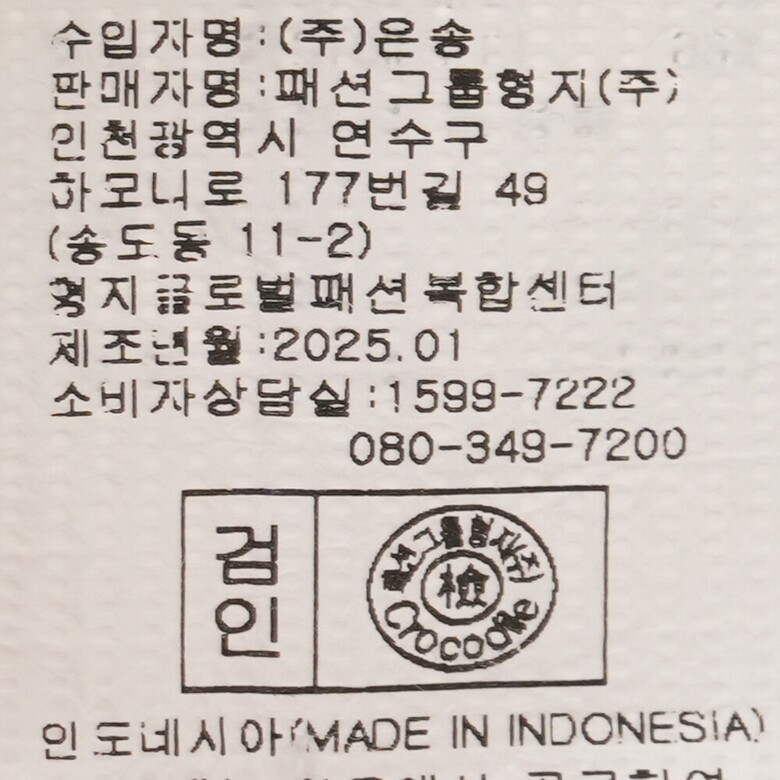 수입자명:(주)은송
판매자명:패션그룹형지(주)
인천광역시 연수구
하모니로 177번길 49
(송도동 11-2)
형지글로벌패션복합센터
제조년월:2025.01
소비자상담실:1599-7222
080-349-7200
검인
패션그룹형지(주)
檢
Crocodile
인도네시아(MADE IN INDONESIA)